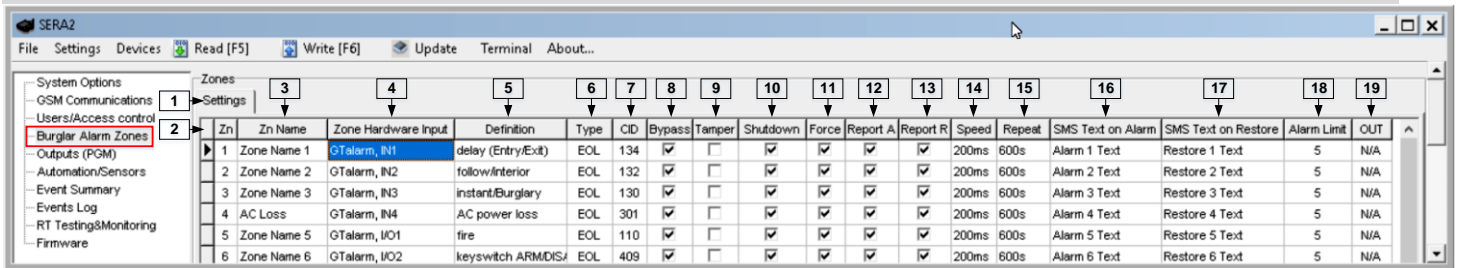 SERA2
File Settings Devices Read [F5] Write [F6] Update Terminal About...
System Options
GSM Communications
Users/Access control
Burglar Alarm Zones
Outputs (PGM)
Automation/Sensors
Event Summary
Events Log
RT Testing&Monitoring
Firmware
Zones
1 Settings 3 4 5 6 7 8 9 10 11 12 13 14 15 16 17 18 19
2 Zn Zn Name Zone Hardware Input Definition Type CID Bypass Tamper Shutdown Force Report A Report R Speed Repeat SMS Text on Alarm SMS Text on Restore Alarm Limit OUT
1 Zone Name 1 GTalarm, IN1 delay (Entry/Exit) EOL 134 200ms 600s Alarm 1 Text Restore 1 Text 5 N/A
2 Zone Name 2 GTalarm, IN2 follow/interior EOL 132 200ms 600s Alarm 2 Text Restore 2 Text 5 N/A
3 Zone Name 3 GTalarm, IN3 instant/Burglary EOL 130 200ms 600s Alarm 3 Text Restore 3 Text 5 N/A
4 AC Loss GTalarm, IN4 AC power loss EOL 301 200ms 600s Alarm 4 Text Restore 4 Text 5 N/A
5 Zone Name 5 GTalarm, I/O1 fire EOL 110 200ms 600s Alarm 5 Text Restore 5 Text 5 N/A
6 Zone Name 6 GTalarm, I/O2 keyswitch ARM/DISA EOL 409 200ms 600s Alarm 6 Text Restore 6 Text 5 N/A